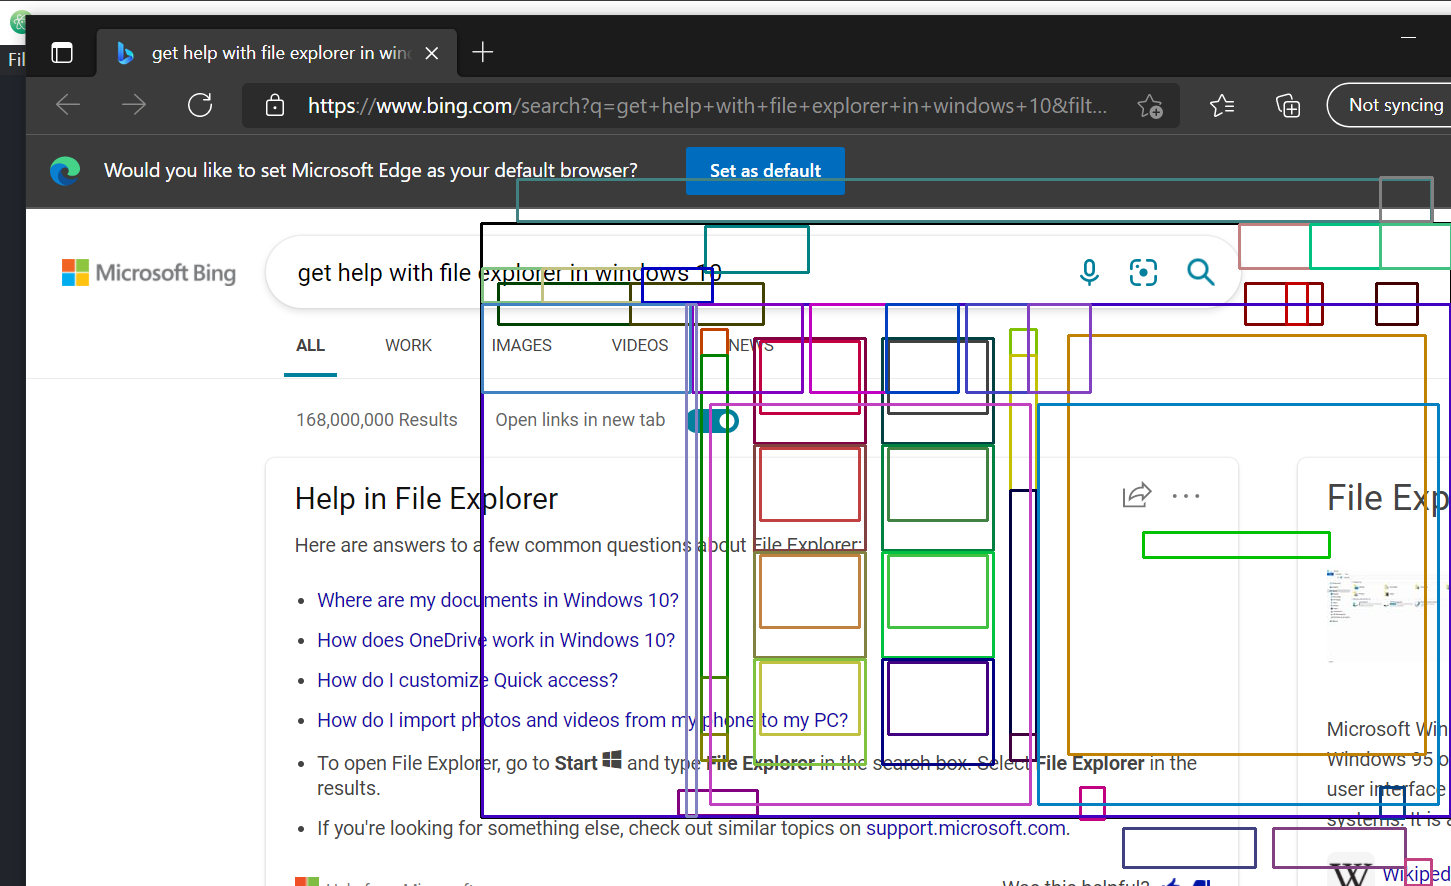 Fil
get help with file explorer in win
https://www.bing.com/search?q=get+help+with+file+explorer+in+windows+10&filt...
Not syncing
Would you like to set Microsoft Edge as your default browser?
Set as default
Microsoft Bing
get help with file explorer in windows 10
ALL WORK IMAGES VIDEOS NEWS
168,000,000 Results Open links in new tab
Help in File Explorer
File Exp
Here are answers to a few common questions about File Explorer:
• Where are my documents in Windows 10?
• How does OneDrive work in Windows 10?
• How do I customize Quick access?
• How do I import photos and videos from my phone to my PC?
• To open File Explorer, go to Start and type File Explorer in the search box. Select File Explorer in the
results.
• If you're looking for something else, check out similar topics on support.microsoft.com.
Microsoft Win
Windows 95 o
user interface
systems. It is a
Wikiped
Was this helpful?